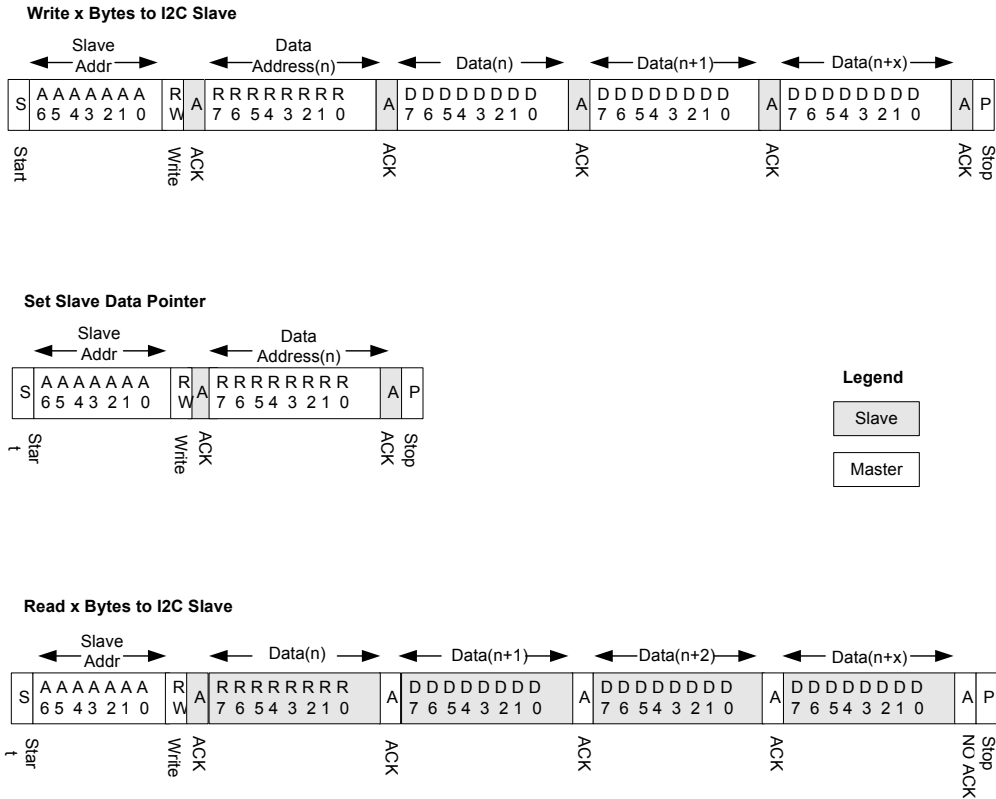 Write x Bytes to I2C Slave
Slave
Addr
Data
Address(n)
Data(n)
Data(n+1)
Data(n+x)
S A A A A A A A R A R R R R R R R R A D D D D D D D D A D D D D D D D D A D D D D D D D D A P
6 5 4 3 2 1 0 W 7 6 5 4 3 2 1 0 7 6 5 4 3 2 1 0 7 6 5 4 3 2 1 0 7 6 5 4 3 2 1 0
Start Write ACK ACK ACK ACK ACK Stop
Set Slave Data Pointer
Slave
Addr
Data
Address(n)
S A A A A A A A R A R R R R R R R R A P
6 5 4 3 2 1 0 W 7 6 5 4 3 2 1 0
Star
t
Write ACK ACK Stop
Legend
Slave
Master
Read x Bytes to I2C Slave
Slave
Addr
Data(n)
Data(n+1)
Data(n+2)
Data(n+x)
S A A A A A A A R A R R R R R R R R A D D D D D D D D A D D D D D D D D A D D D D D D D D A P
6 5 4 3 2 1 0 W 7 6 5 4 3 2 1 0 7 6 5 4 3 2 1 0 7 6 5 4 3 2 1 0 7 6 5 4 3 2 1 0
Star
t
Write ACK ACK ACK ACK Stop
NO ACK